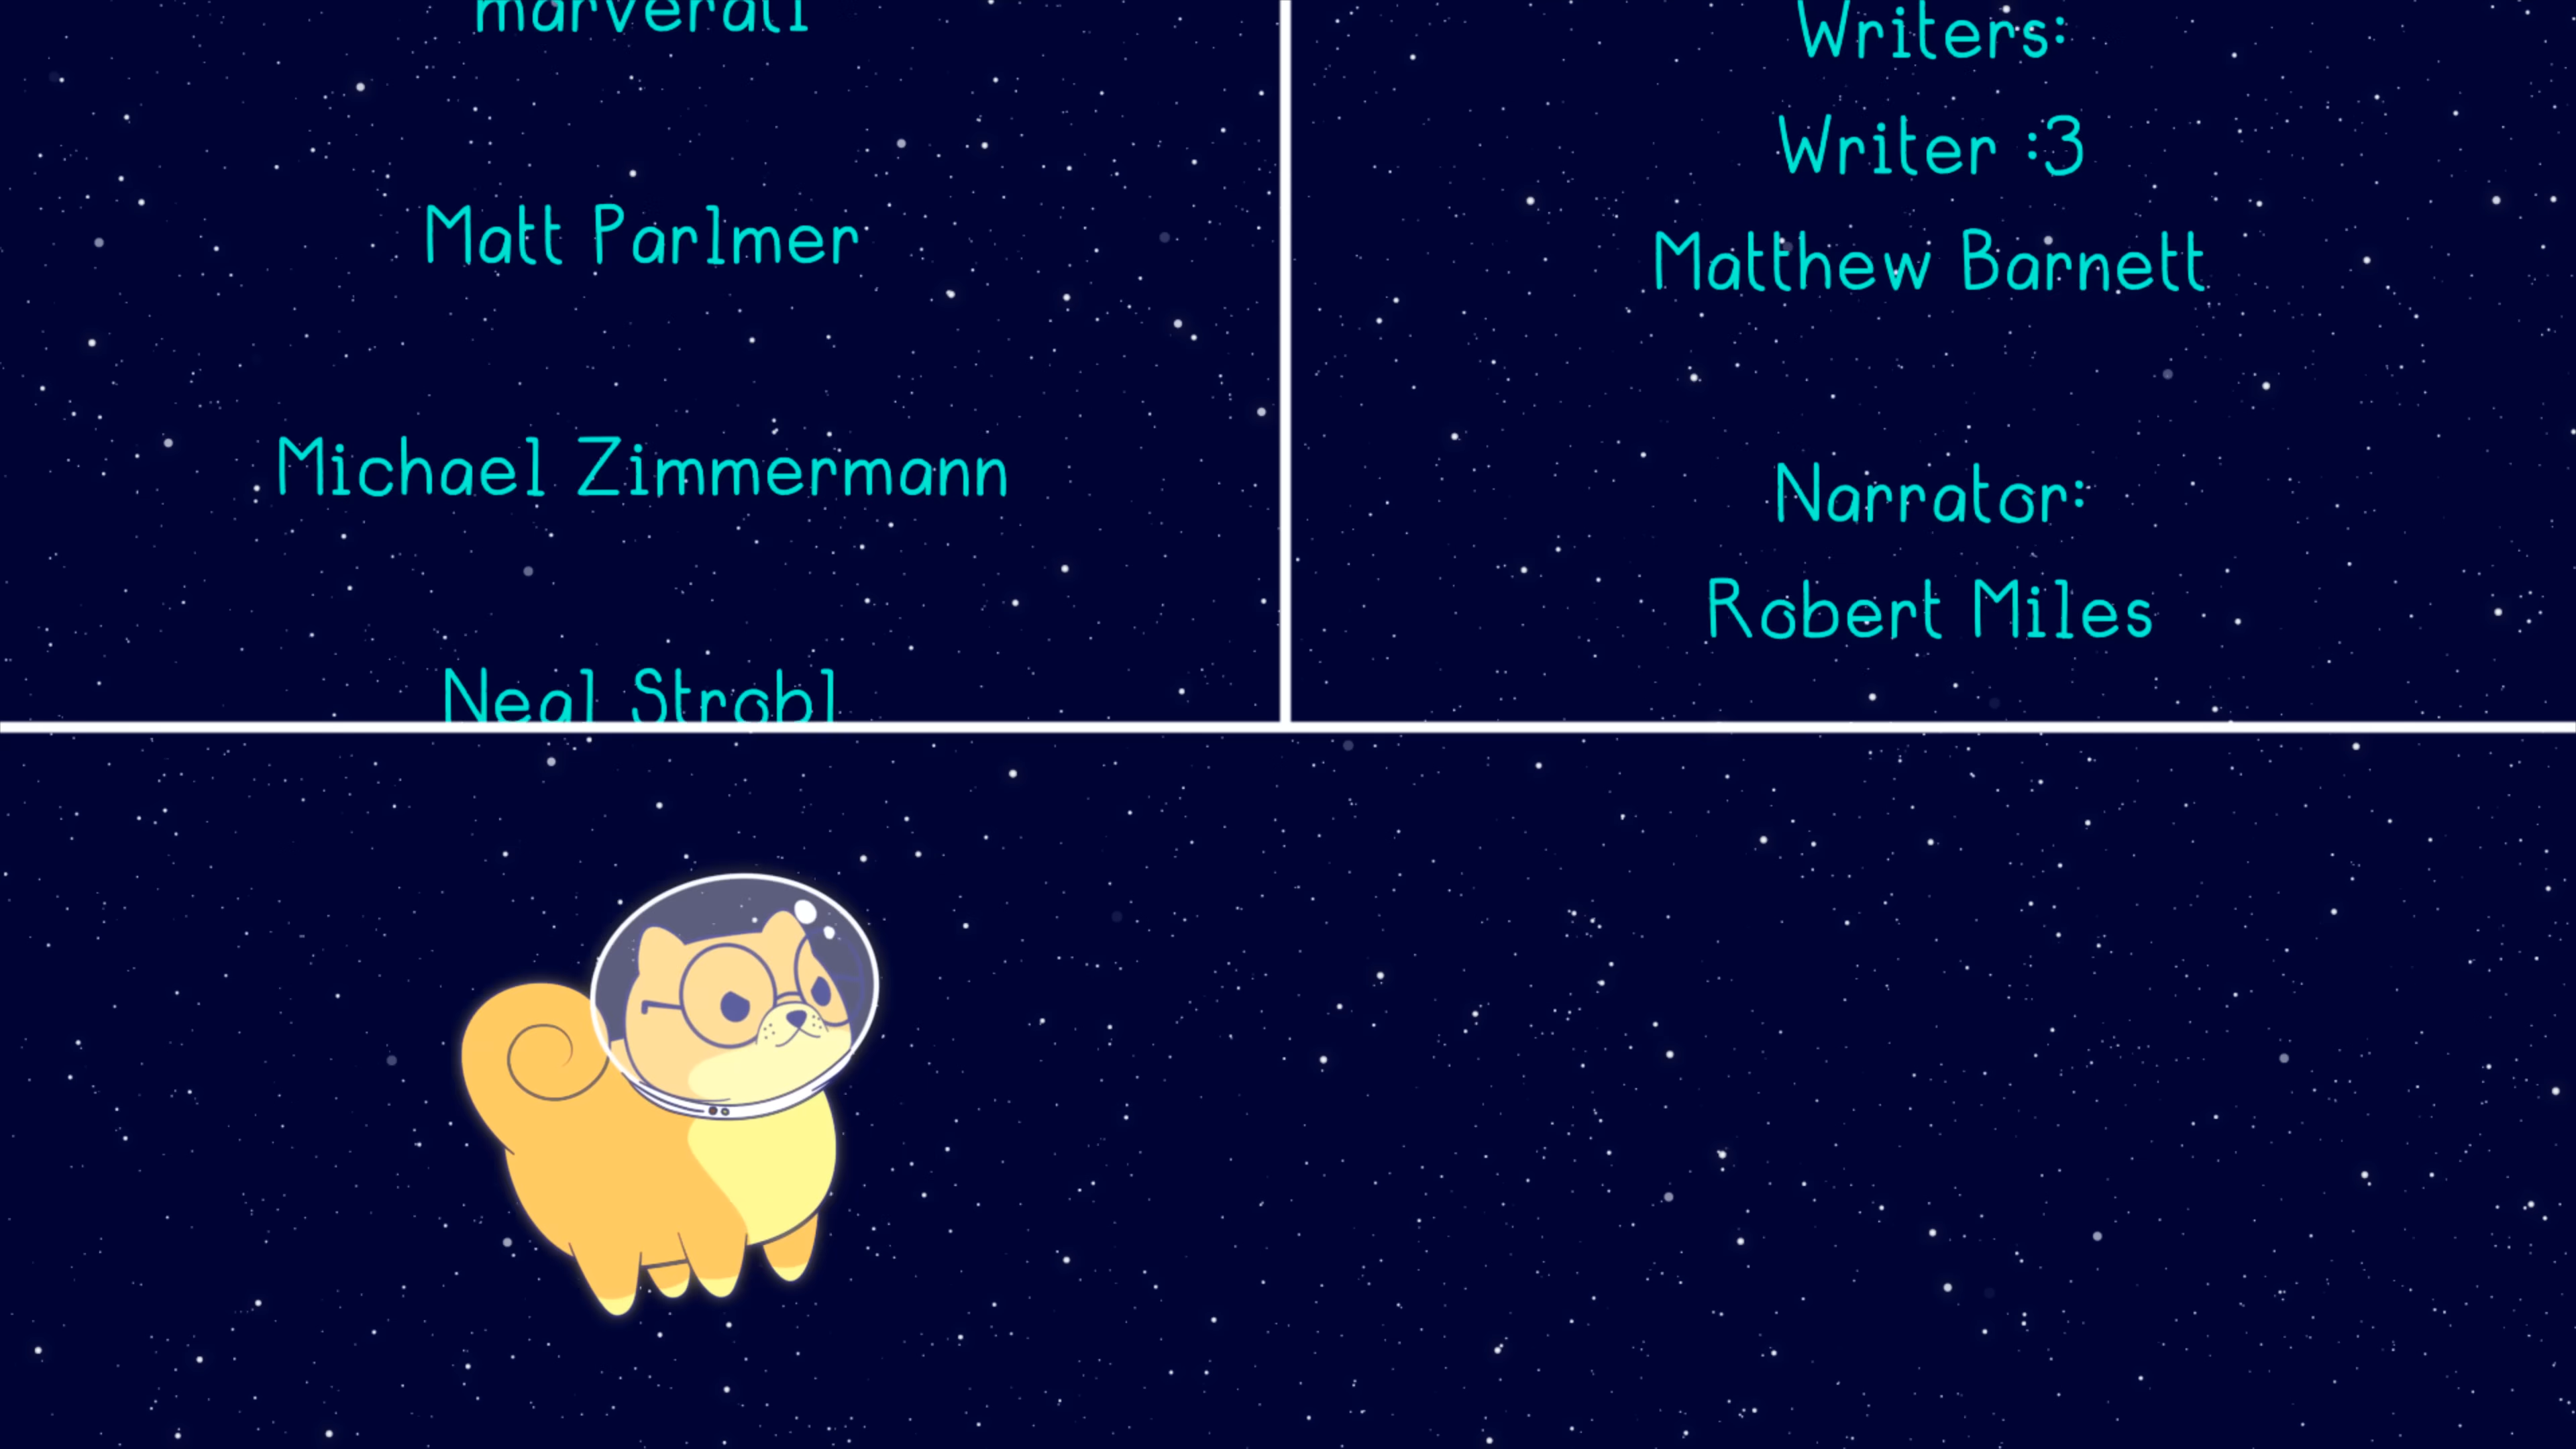 Matt Parlmer
Michael Zimmermann
Neal Strobl
Writers:
Writer :3
Matthew Barnett
Narrator:
Robert Miles